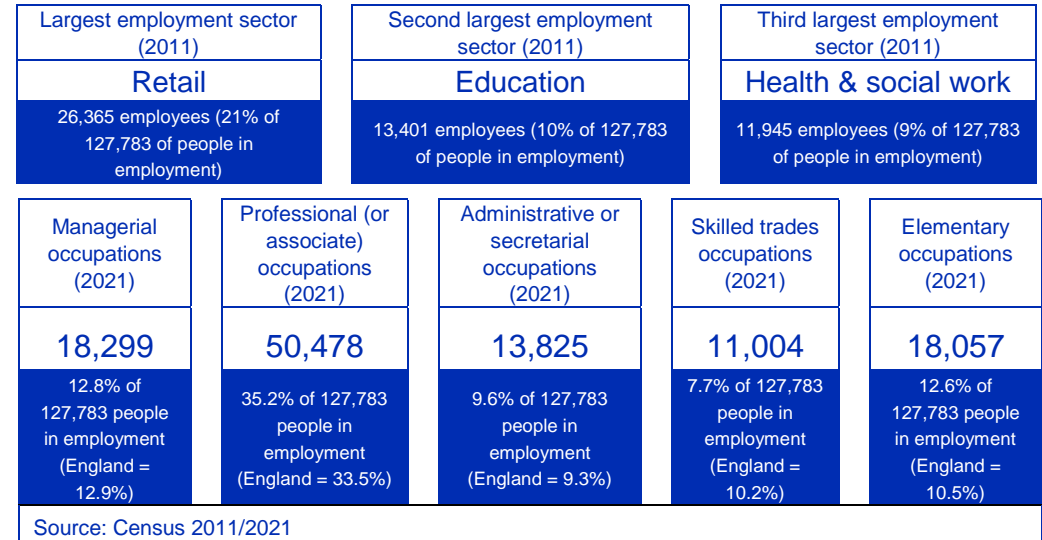 Largest employment sector
(2011)
Retail
26,365 employees (21% of
127,783 of people in
employment)
Second largest employment
sector (2011)
Education
13,401 employees (10% of 127,783
of people in employment)
Third largest employment
sector (2011)
Health & social work
11,945 employees (9% of 127,783
of people in employment)
Managerial
occupations
(2021)
18,299
12.8% of
127,783 people
in employment
(England =
12.9%)
Professional (or
associate)
occupations
(2021)
50,478
35.2% of 127,783
people in
employment
(England = 33.5%)
Administrative or
secretarial
occupations
(2021)
13,825
9.6% of 127,783
people in
employment
(England = 9.3%)
Skilled trades
occupations
(2021)
11,004
7.7% of 127,783
people in
employment
(England =
10.2%)
Elementary
occupations
(2021)
18,057
12.6% of
127,783 people
in employment
(England =
10.5%)
Source: Census 2011/2021